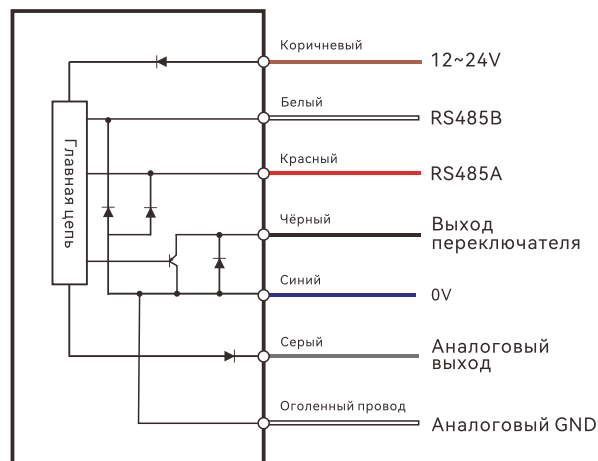 Коричневый
12~24V
Белый
RS485B
Красный
RS485A
Главная цепь
Чёрный
Выход
переключателя
Синий
0V
Серый
Аналоговый
выход
Оголенный провод
Аналоговый GND